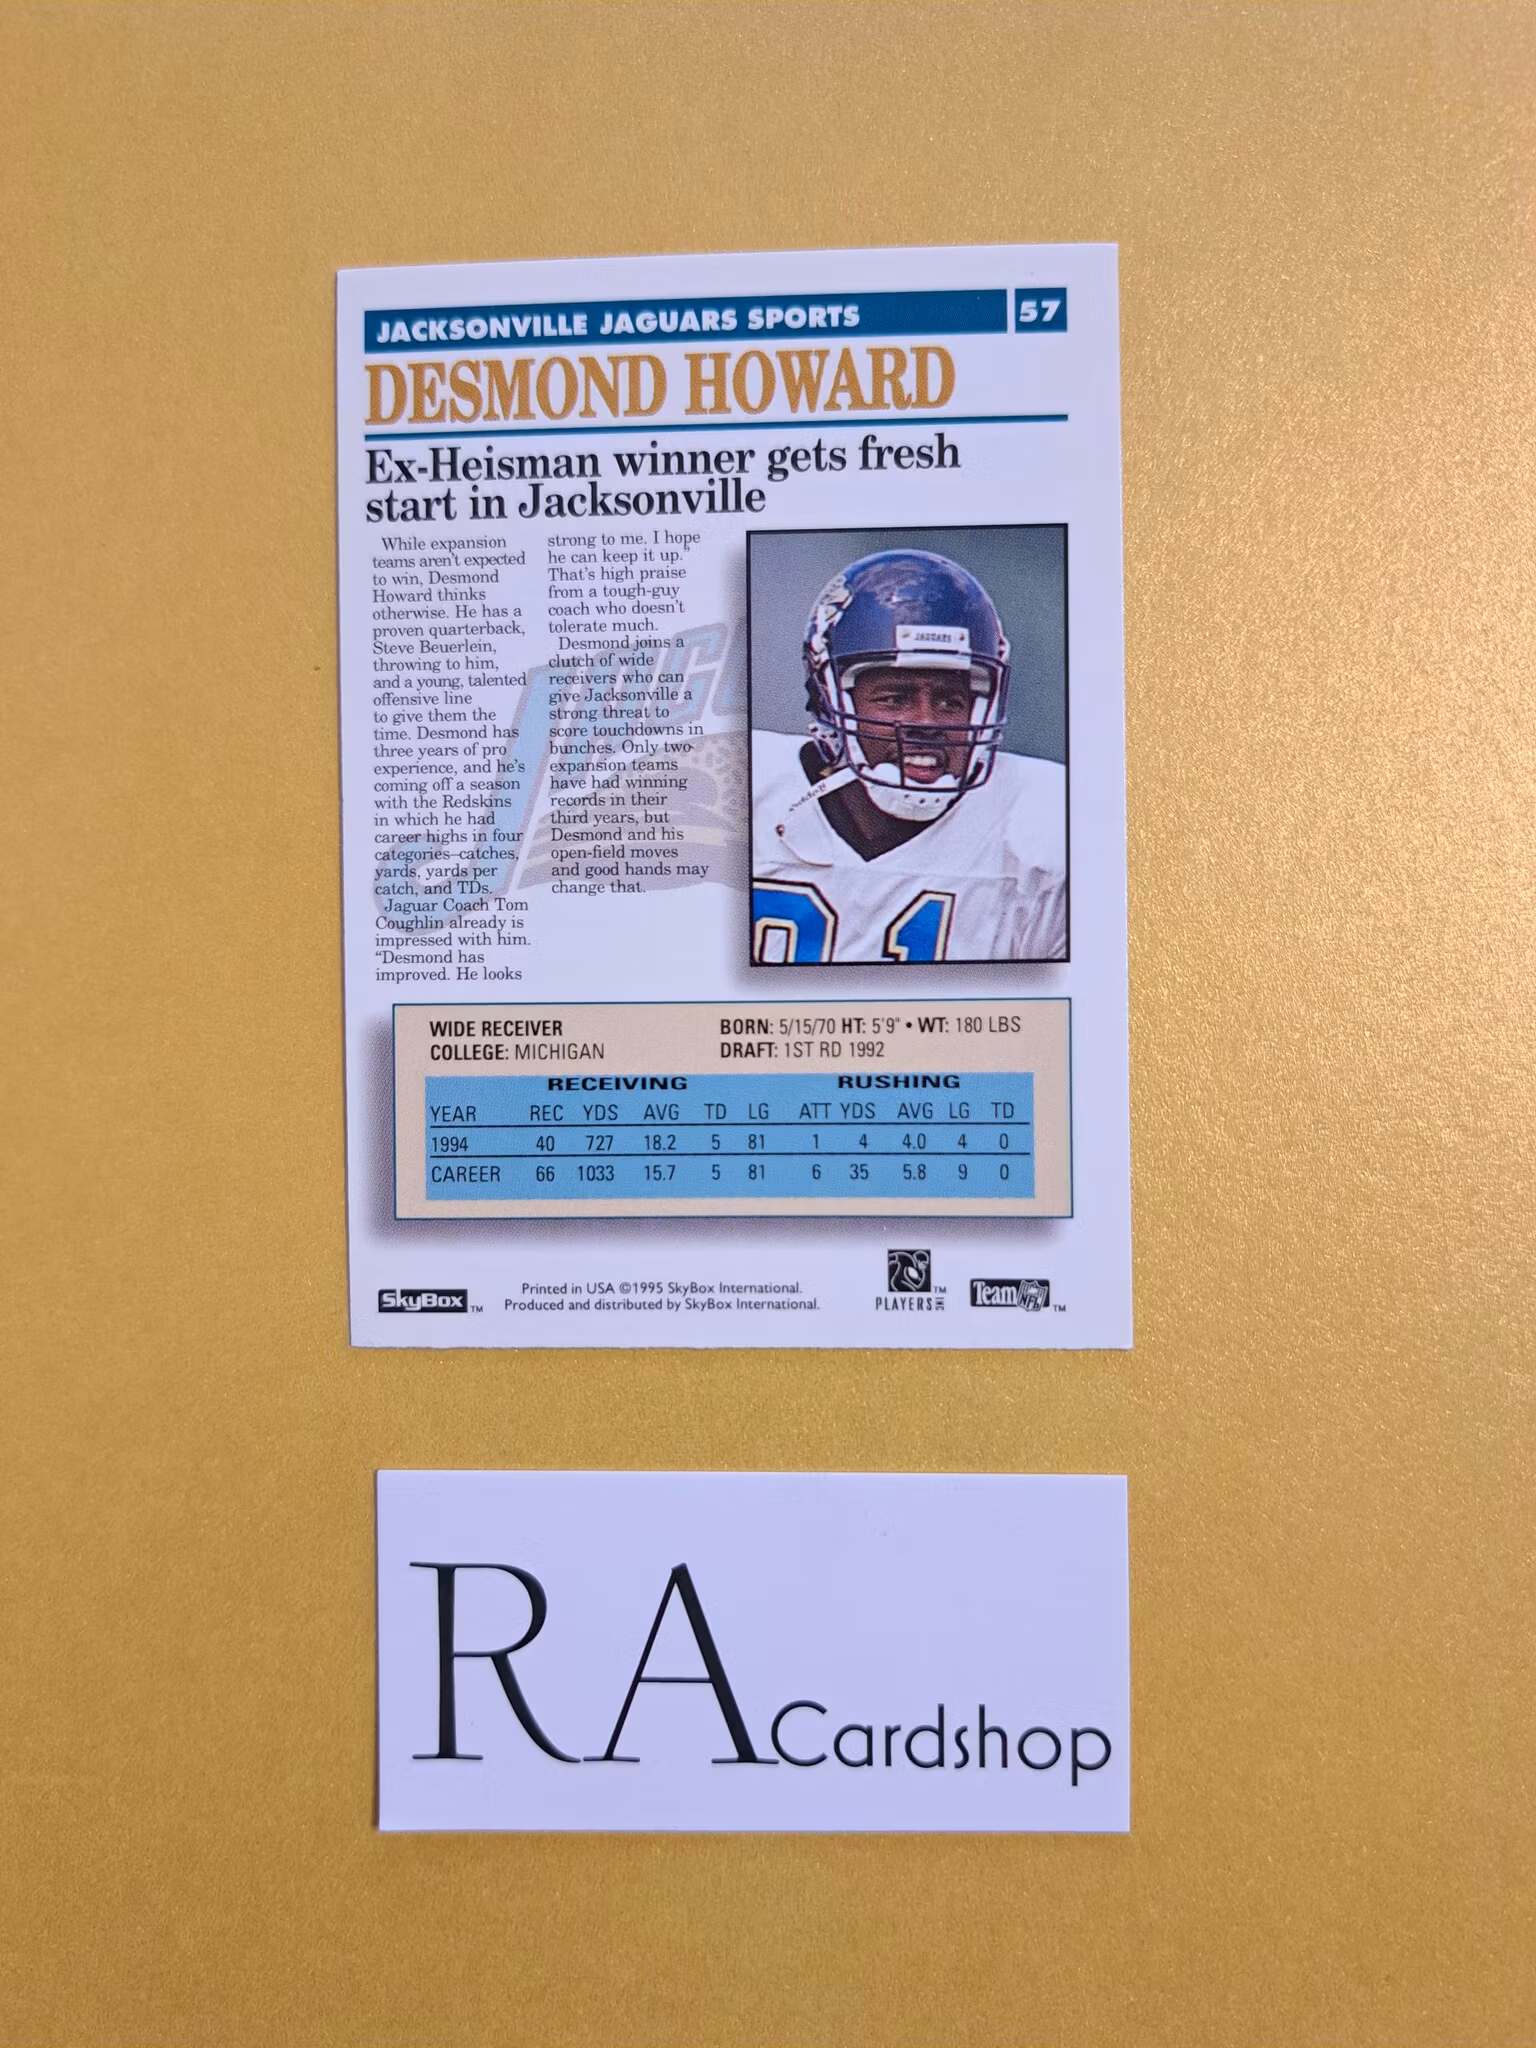 JACKSONVILLE JAGUARS SPORTS 57
DESMOND HOWARD
Ex-Heisman winner gets fresh
start in Jacksonville
While expansion
teams aren't expected
to win, Desmond
Howard thinks
otherwise. He has a
proven quarterback,
Steve Beuerlein,
throwing to him,
and a young, talented
offensive line
to give them the
time. Desmond has
three years of pro
experience, and he's
coming off a season
with the Redskins
in which he had
career highs in four
categories–catches,
yards, yards per
catch, and TDs.
Jaguar Coach Tom
Coughlin already is
impressed with him.
"Desmond has
improved. He looks
strong to me. I hope
he can keep it up."
That's high praise
from a tough-guy
coach who doesn't
tolerate much.
Desmond joins a
clutch of wide
receivers who can
give Jacksonville a
strong threat to
score touchdowns in
bunches. Only two
expansion teams
have had winning
records in their
third years, but
Desmond and his
open-field moves
and good hands may
change that.
JAGUARS
81
WIDE RECEIVER
COLLEGE: MICHIGAN
BORN: 5/15/70 HT: 5'9" • WT: 180 LBS
DRAFT: 1ST RD 1992
RECEIVING RUSHING
YEAR REC YDS AVG TD LG ATT YDS AVG LG TD
1994 40 727 18.2 5 81 1 4 4.0 4 0
CAREER 66 1033 15.7 5 81 6 35 5.8 9 0
SkyBox TM
Printed in USA ©1995 SkyBox International.
Produced and distributed by SkyBox International.
PLAYERS INC TM
Team NFL TM
RA Cardshop